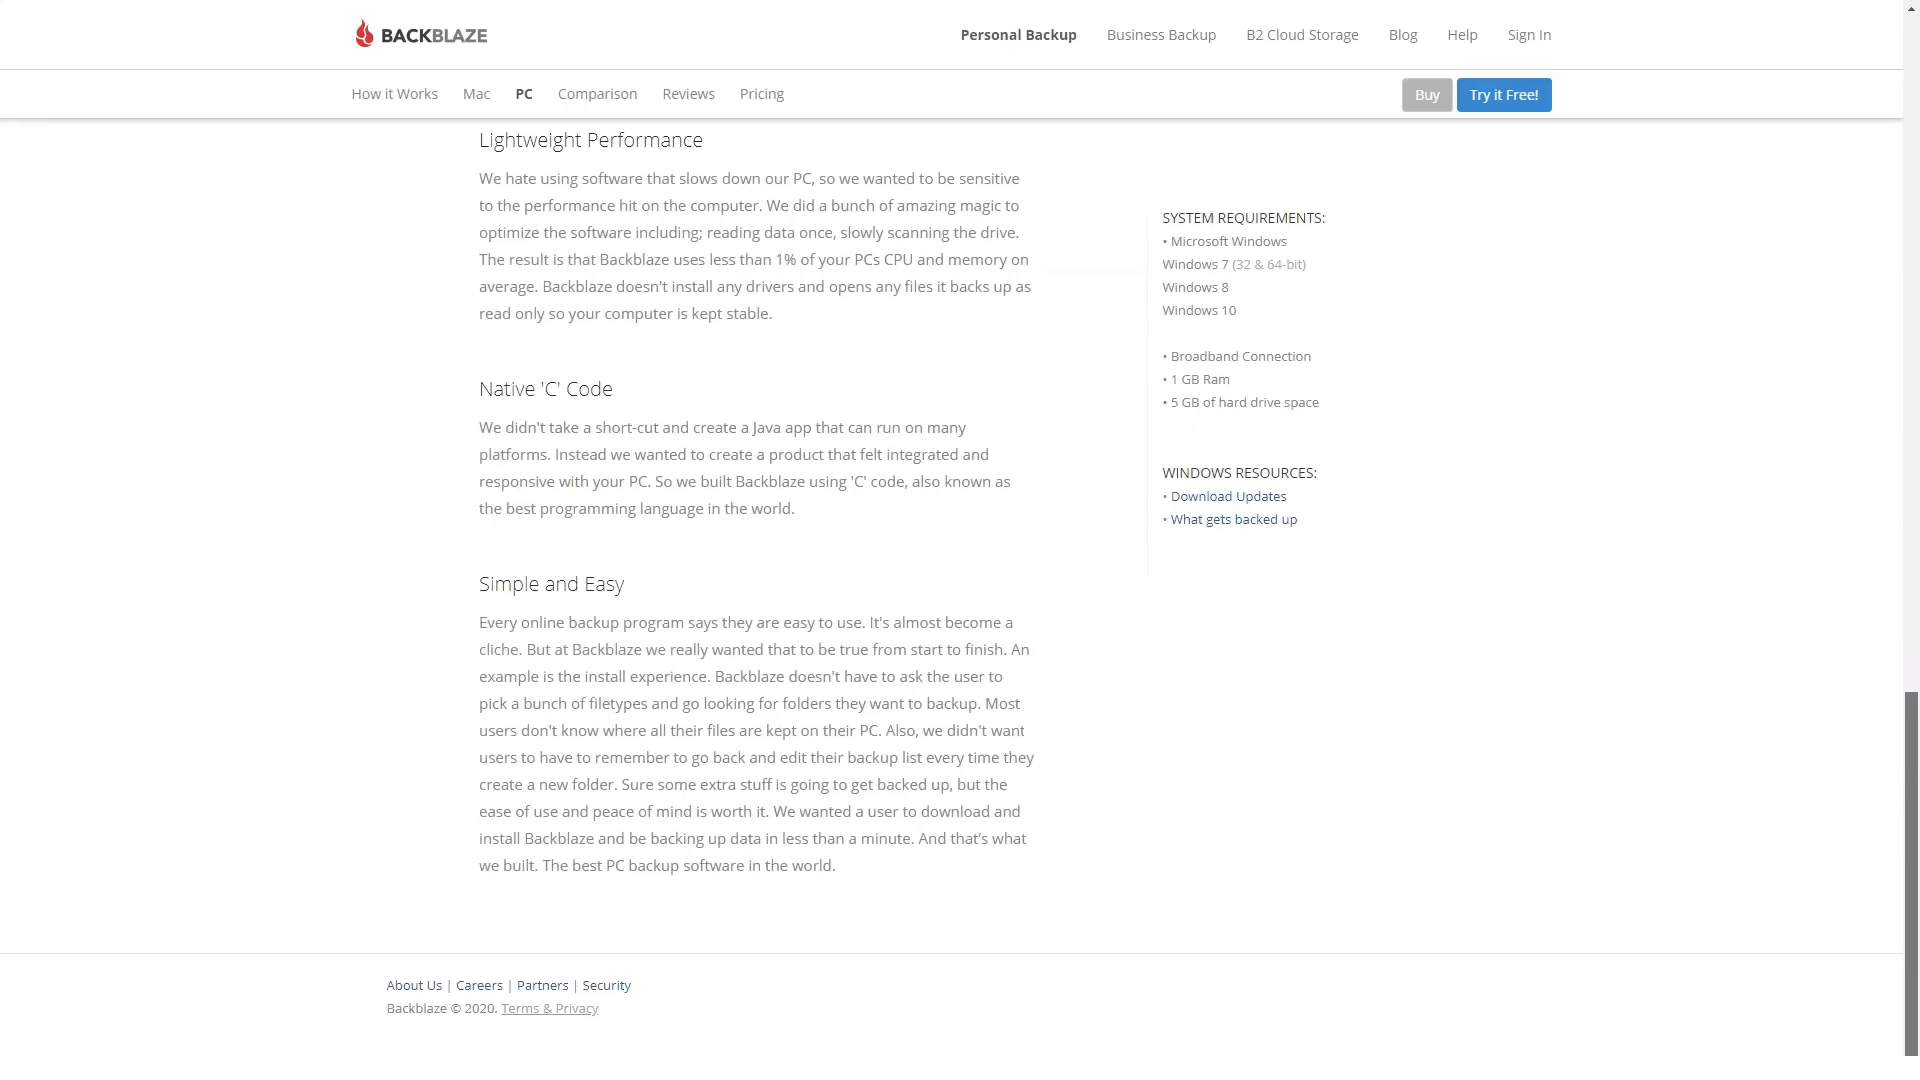 BACKBLAZE
Personal Backup Business Backup B2 Cloud Storage Blog Help Sign In
How it Works Mac PC Comparison Reviews Pricing Buy Try it Free!
Lightweight Performance
We hate using software that slows down our PC, so we wanted to be sensitive
to the performance hit on the computer. We did a bunch of amazing magic to
optimize the software including; reading data once, slowly scanning the drive.
The result is that Backblaze uses less than 1% of your PCs CPU and memory on
average. Backblaze doesn't install any drivers and opens any files it backs up as
read only so your computer is kept stable.
Native 'C' Code
We didn't take a short-cut and create a Java app that can run on many
platforms. Instead we wanted to create a product that felt integrated and
responsive with your PC. So we built Backblaze using 'C' code, also known as
the best programming language in the world.
Simple and Easy
Every online backup program says they are easy to use. It's almost become a
cliche. But at Backblaze we really wanted that to be true from start to finish. An
example is the install experience. Backblaze doesn't have to ask the user to
pick a bunch of filetypes and go looking for folders they want to backup. Most
users don't know where all their files are kept on their PC. Also, we didn't want
users to have to remember to go back and edit their backup list every time they
create a new folder. Sure some extra stuff is going to get backed up, but the
ease of use and peace of mind is worth it. We wanted a user to download and
install Backblaze and be backing up data in less than a minute. And that's what
we built. The best PC backup software in the world.
SYSTEM REQUIREMENTS:
• Microsoft Windows
Windows 7 (32 & 64-bit)
Windows 8
Windows 10
• Broadband Connection
• 1 GB Ram
• 5 GB of hard drive space
WINDOWS RESOURCES:
• Download Updates
• What gets backed up
About Us | Careers | Partners | Security
Backblaze © 2020. Terms & Privacy